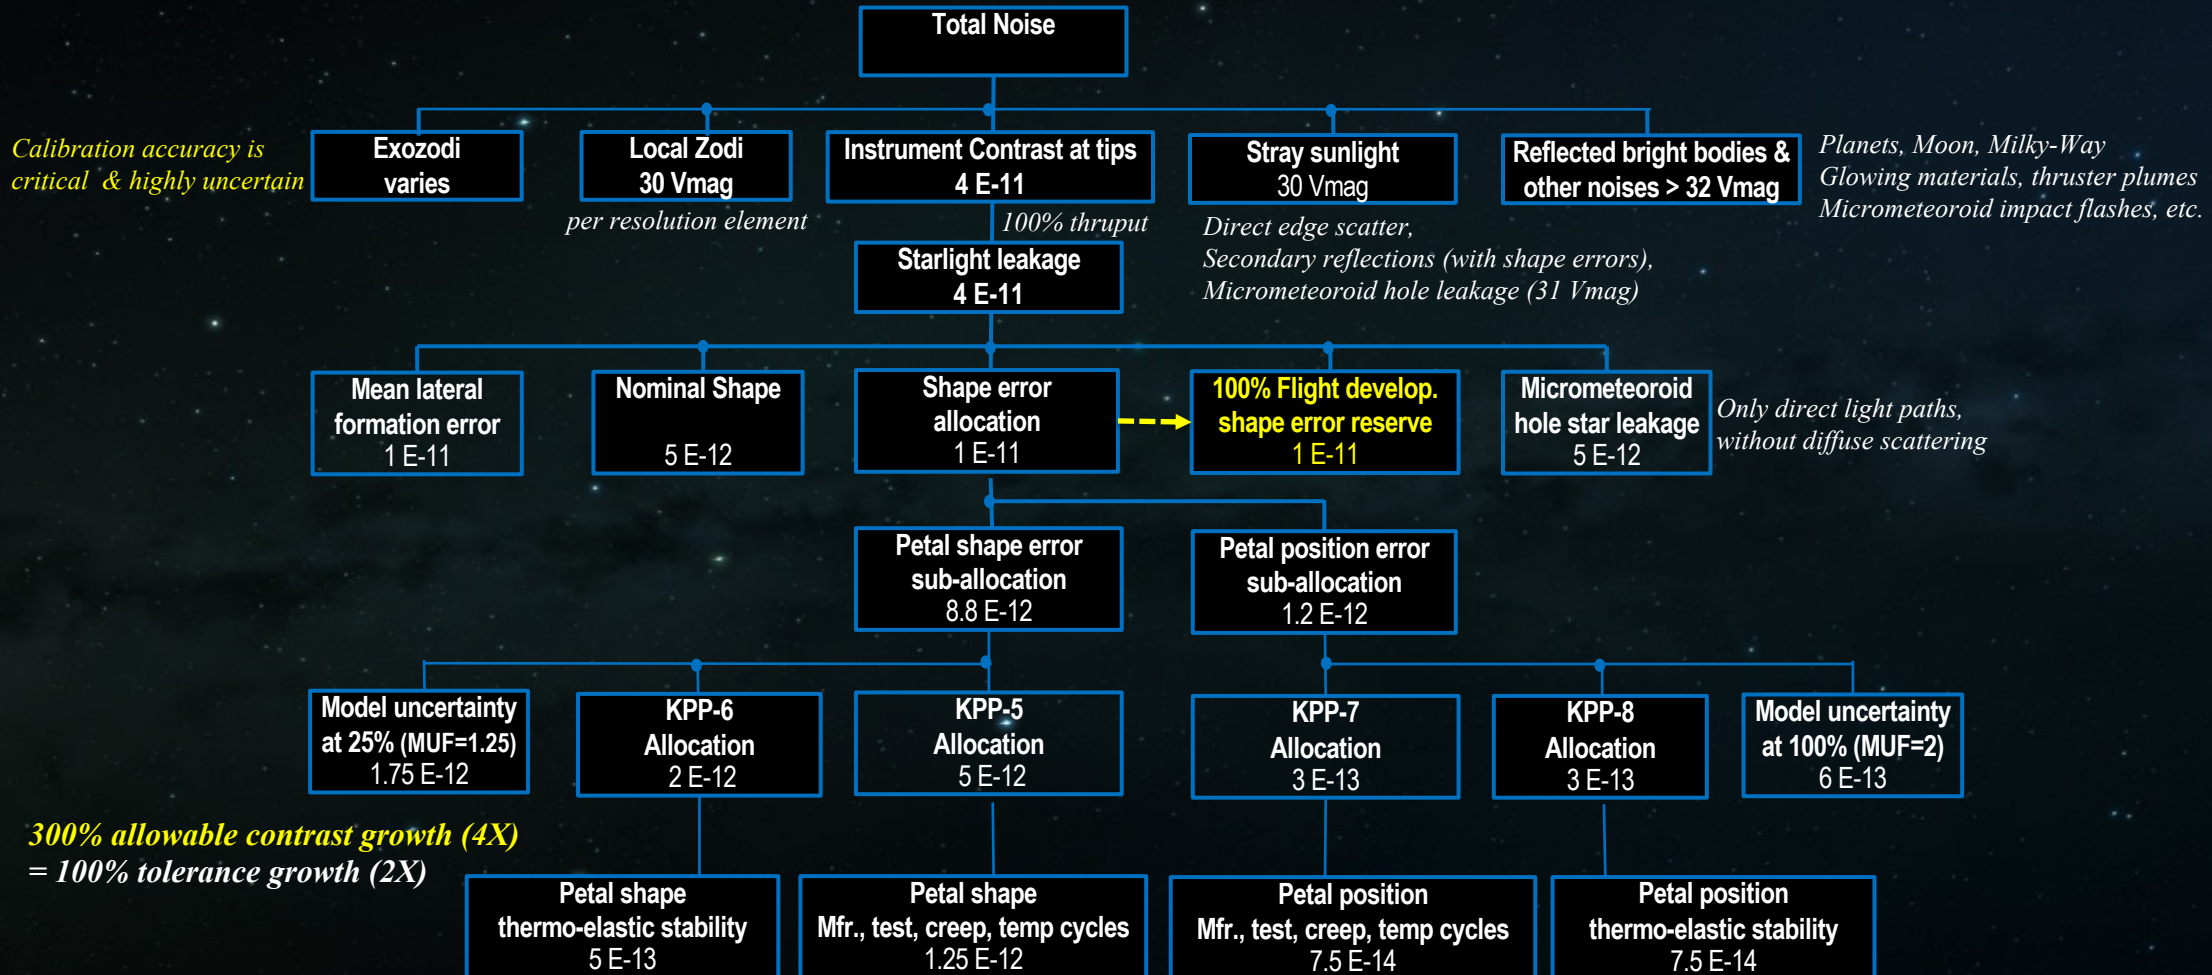 Total Noise
Calibration accuracy is
critical & highly uncertain
Exozodi
varies
Local Zodi
30 Vmag
per resolution element
Instrument Contrast at tips
4 E-11
100% thruput
Stray sunlight
30 Vmag
Direct edge scatter,
Secondary reflections (with shape errors),
Micrometeoroid hole leakage (31 Vmag)
Reflected bright bodies &
other noises > 32 Vmag
Planets, Moon, Milky-Way
Glowing materials, thruster plumes
Micrometeoroid impact flashes, etc.
Starlight leakage
4 E-11
Mean lateral
formation error
1 E-11
Nominal Shape
5 E-12
Shape error
allocation
1 E-11
100% Flight develop.
shape error reserve
1 E-11
Micrometeoroid
hole star leakage
5 E-12
Only direct light paths,
without diffuse scattering
Petal shape error
sub-allocation
8.8 E-12
Petal position error
sub-allocation
1.2 E-12
Model uncertainty
at 25% (MUF=1.25)
1.75 E-12
KPP-6
Allocation
2 E-12
KPP-5
Allocation
5 E-12
KPP-7
Allocation
3 E-13
KPP-8
Allocation
3 E-13
Model uncertainty
at 100% (MUF=2)
6 E-13
300% allowable contrast growth (4X)
= 100% tolerance growth (2X)
Petal shape
thermo-elastic stability
5 E-13
Petal shape
Mfr., test, creep, temp cycles
1.25 E-12
Petal position
Mfr., test, creep, temp cycles
7.5 E-14
Petal position
thermo-elastic stability
7.5 E-14